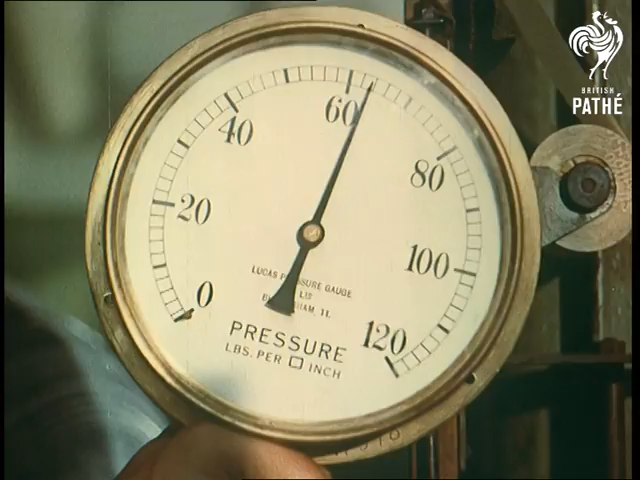 BRITISH
PATHÉ
60
40
80
20
100
0
120
LUCAS PRESSURE GAUGE
PRESSURE
LBS. PER □ INCH